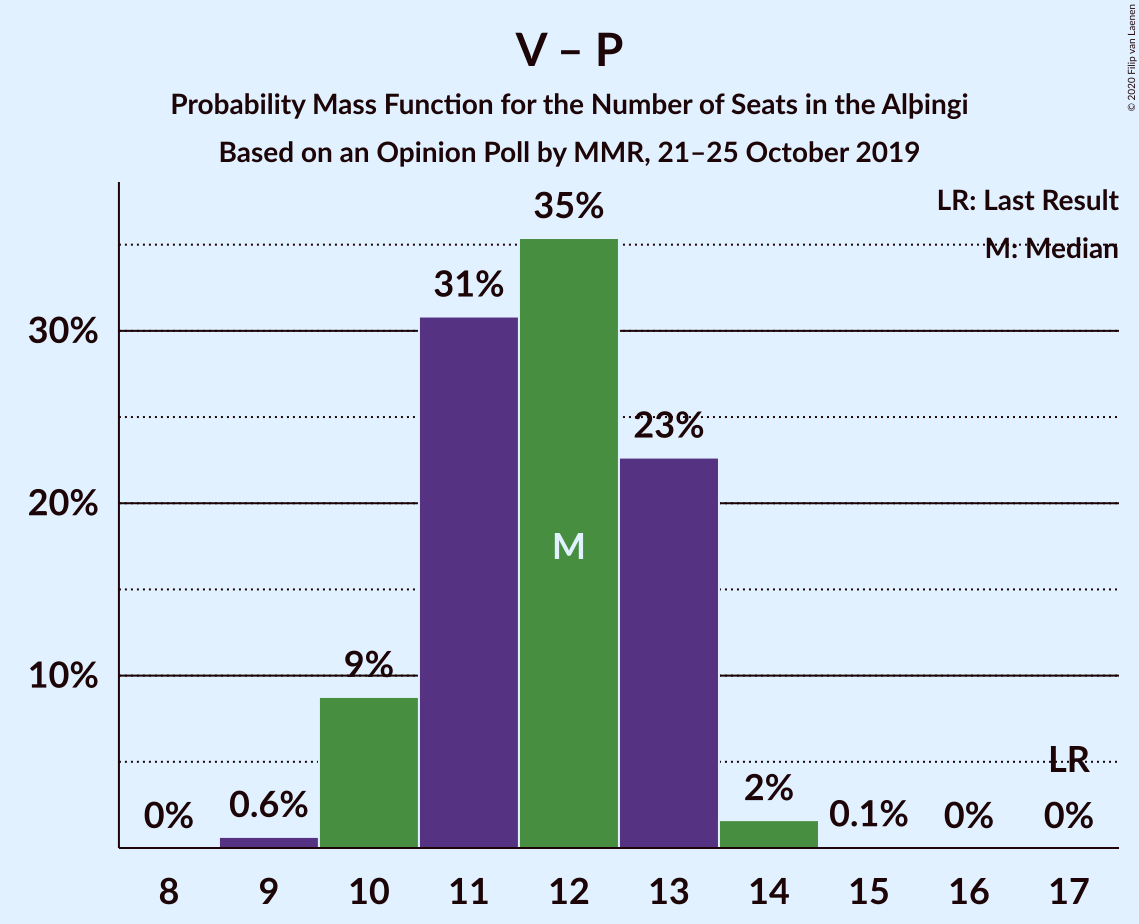 V – P
Probability Mass Function for the Number of Seats in the Alþingi
Based on an Opinion Poll by MMR, 21–25 October 2019
© 2020 Filip van Laenen
LR: Last Result
M: Median
30%
20%
10%
0%
0.6%
9%
31%
35%
23%
2%
0.1%
0%
0%
LR
M
8 9 10 11 12 13 14 15 16 17